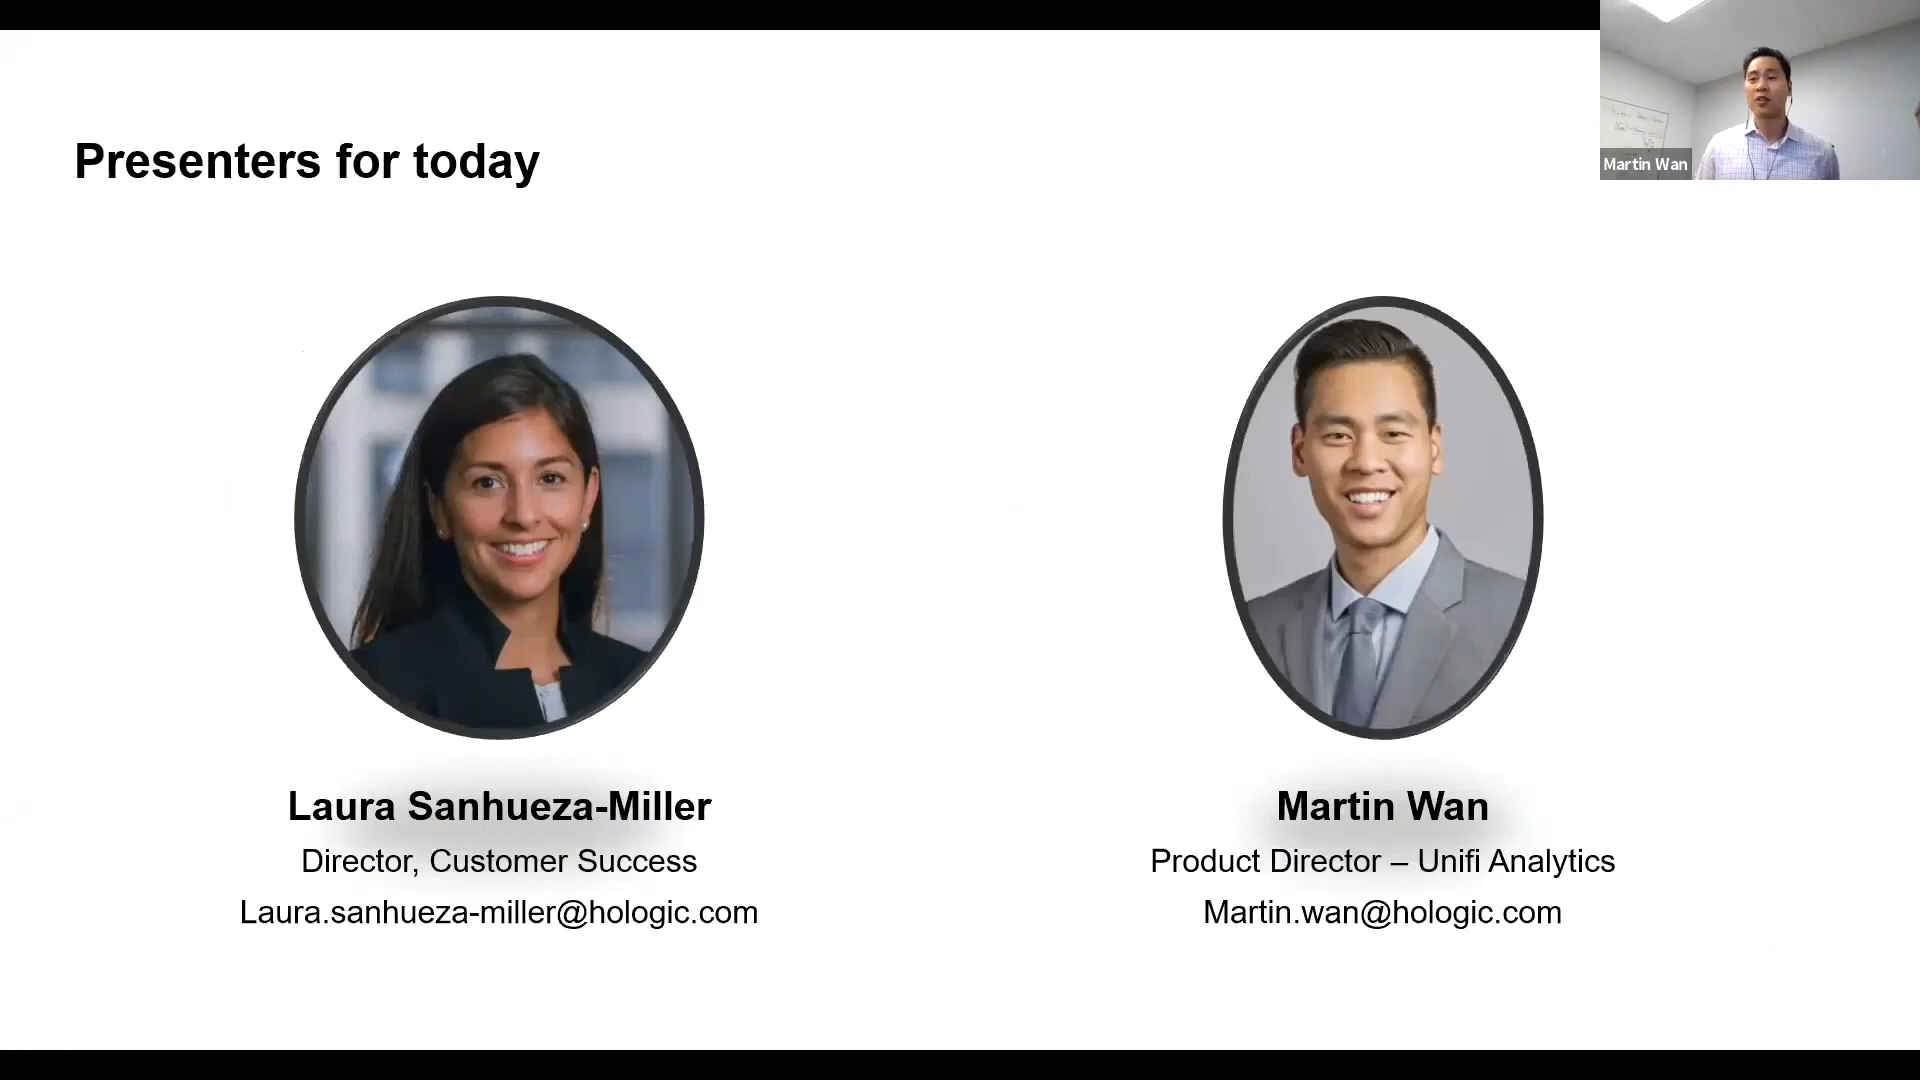 Presenters for today
Martin Wan
Laura Sanhueza-Miller
Director, Customer Success
Laura.sanhueza-miller@hologic.com
Martin Wan
Product Director – Unifi Analytics
Martin.wan@hologic.com